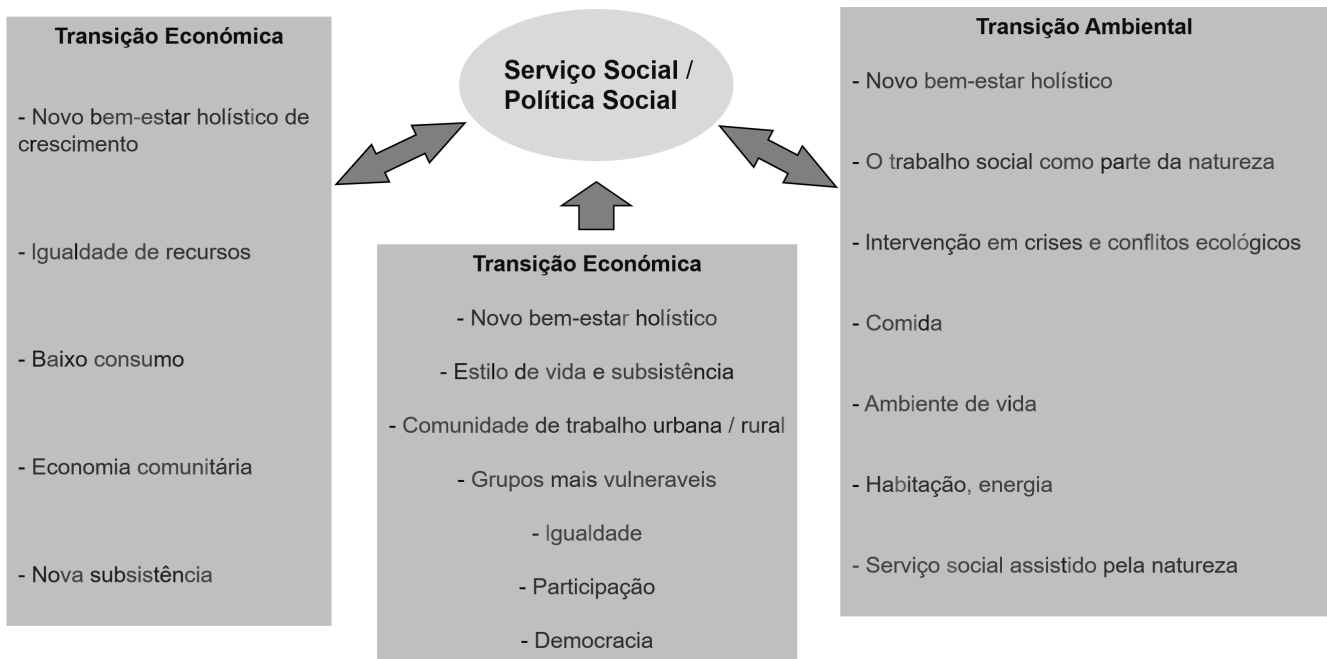 Transição Económica
- Novo bem-estar holístico de
crescimento
- Igualdade de recursos
- Baixo consumo
- Economia comunitária
- Nova subsistência
Serviço Social /
Política Social
Transição Económica
- Novo bem-estar holístico
- Estilo de vida e subsistência
- Comunidade de trabalho urbana / rural
- Grupos mais vulneraveis
- Igualdade
- Participação
- Democracia
Transição Ambiental
- Novo bem-estar holístico
- O trabalho social como parte da natureza
- Intervenção em crises e conflitos ecológicos
- Comida
- Ambiente de vida
- Habitação, energia
- Serviço social assistido pela natureza